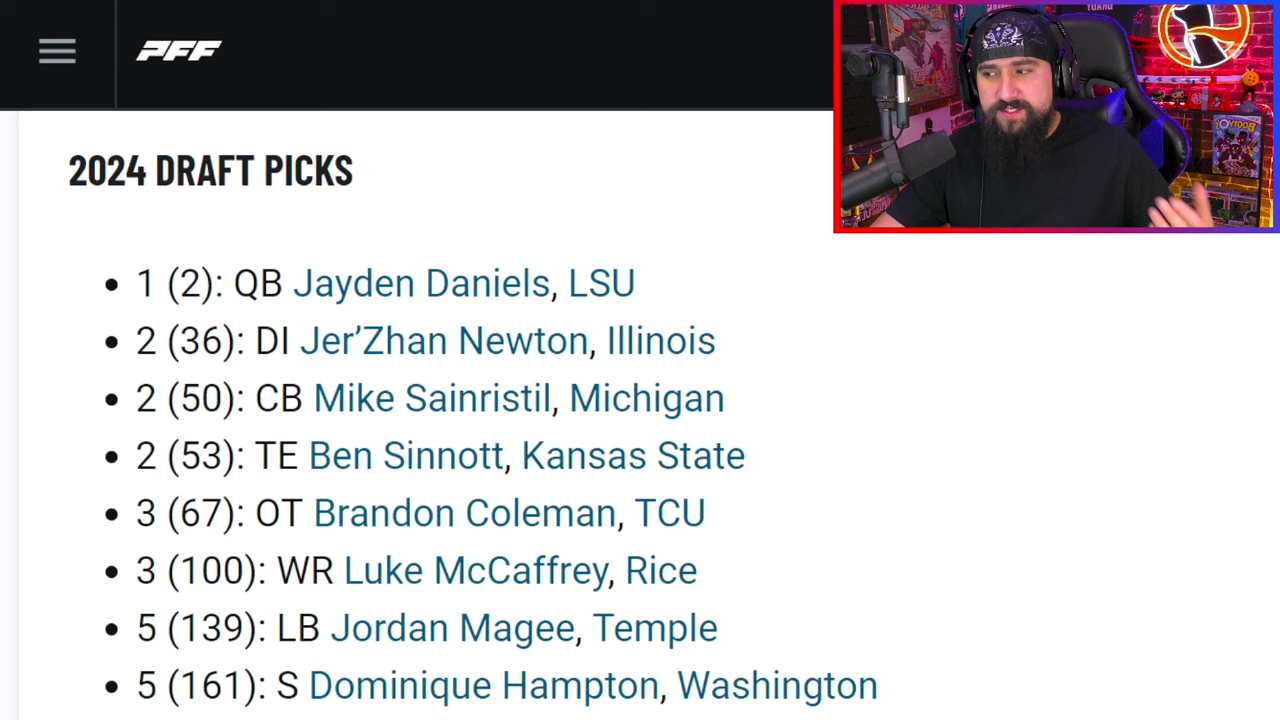 PFF
2024 DRAFT PICKS
• 1 (2): QB Jayden Daniels, LSU
• 2 (36): DI Jer’Zhan Newton, Illinois
• 2 (50): CB Mike Sainristil, Michigan
• 2 (53): TE Ben Sinnott, Kansas State
• 3 (67): OT Brandon Coleman, TCU
• 3 (100): WR Luke McCaffrey, Rice
• 5 (139): LB Jordan Magee, Temple
• 5 (161): S Dominique Hampton, Washington